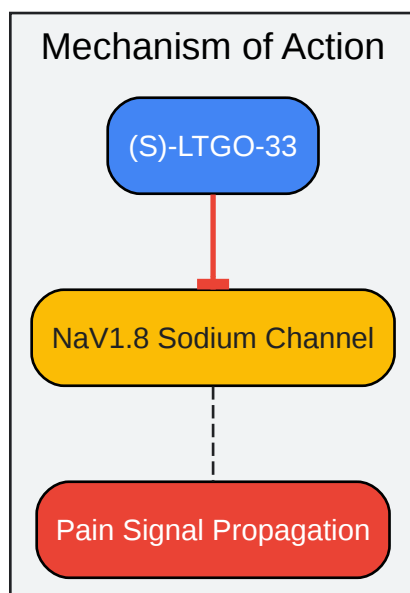 Mechanism of Action
(S)-LTGO-33
NaV1.8 Sodium Channel
Pain Signal Propagation